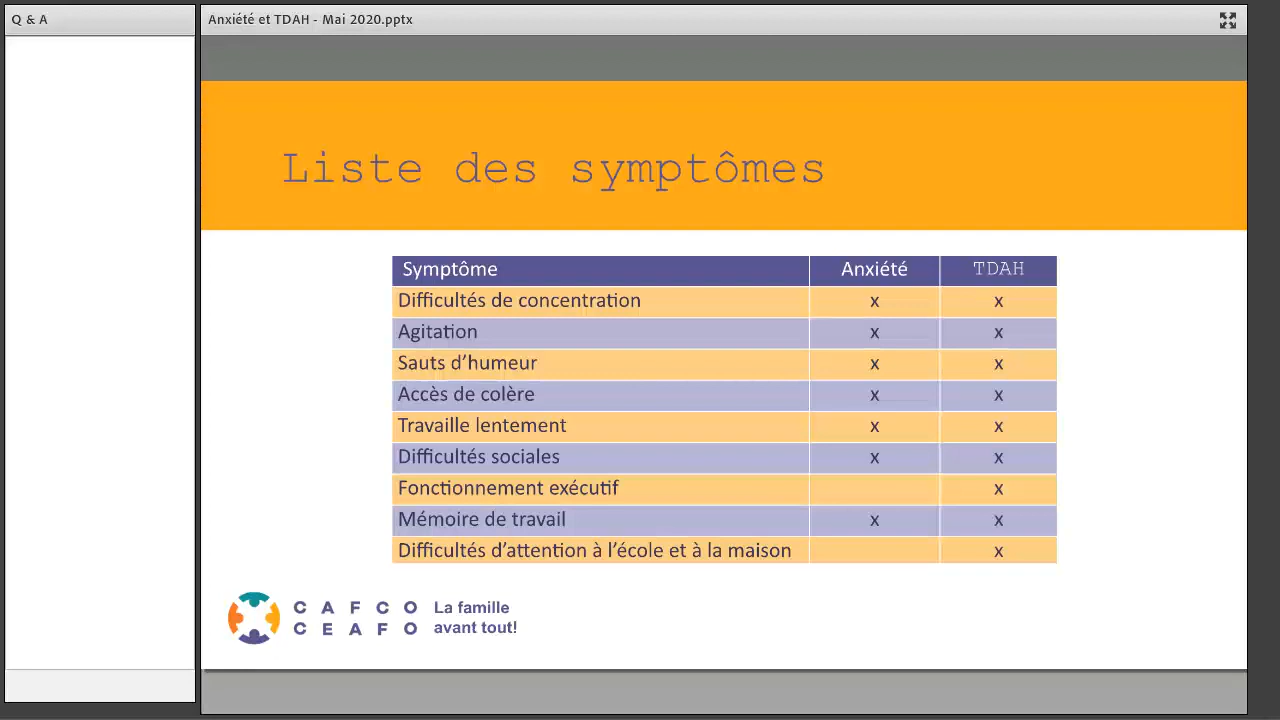 Q & A
Anxiété et TDAH - Mai 2020.pptx
Liste des symptômes
Symptôme Anxiété TDAH
Difficultés de concentration x x
Agitation x x
Sauts d’humeur x x
Accès de colère x x
Travaille lentement x x
Difficultés sociales x x
Fonctionnement exécutif x
Mémoire de travail x x
Difficultés d’attention à l’école et à la maison x
CAFCO La famille
CEAFO avant tout!